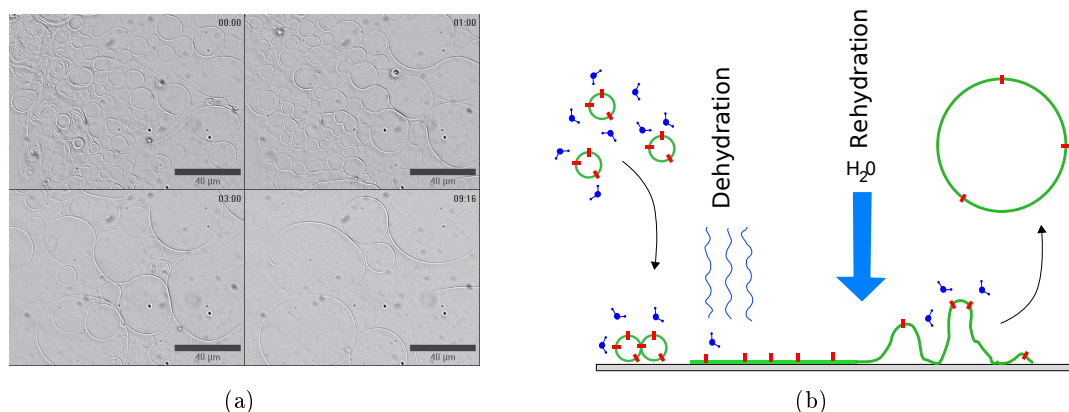 00:00
01:00
40 μm
40 μm
03:00
09:16
40 μm
40 μm
(a)
Dehydration
Rehydration
H20
(b)